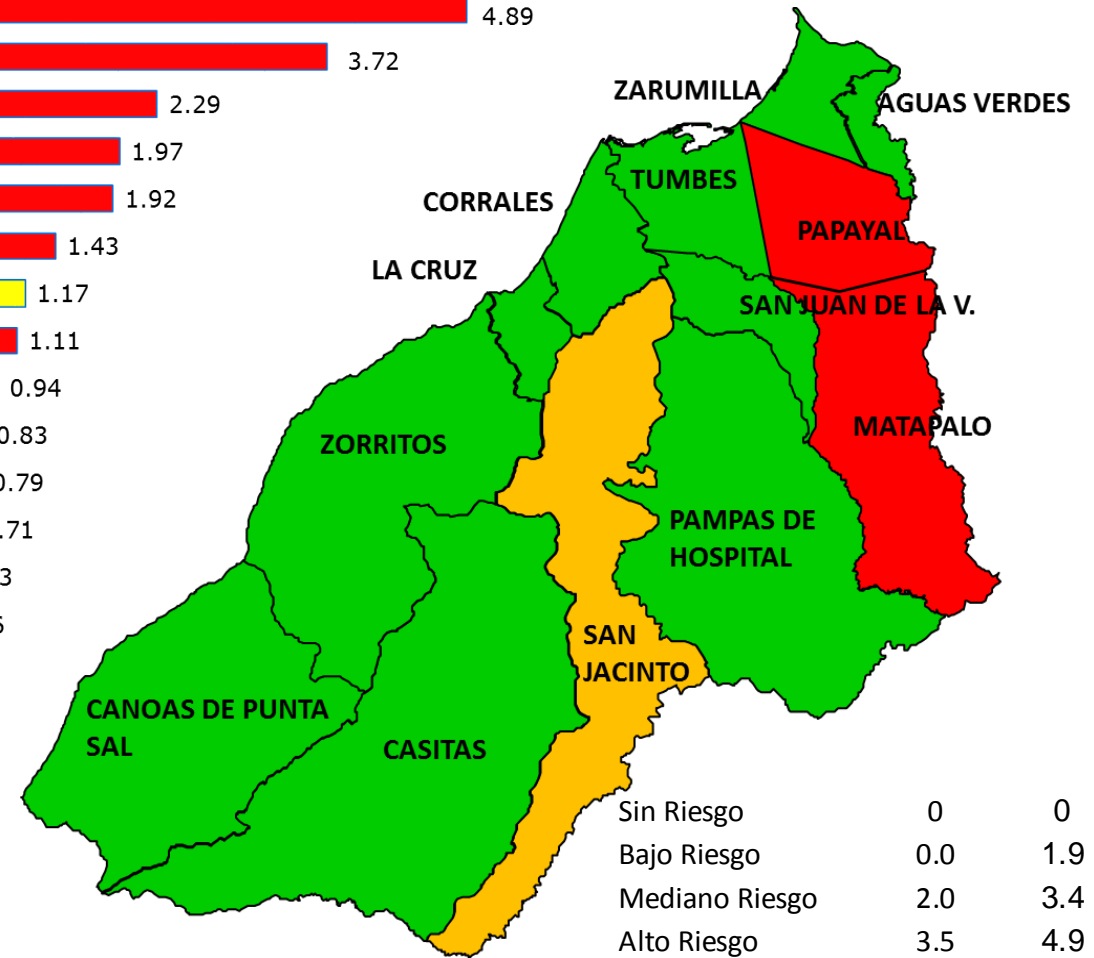 4.89
3.72
2.29
1.97
1.92
1.43
1.17
1.11
0.94
0.83
0.79
.71
3
ZARUMILLA
AGUAS VERDES
TUMBES
CORRALES
PAPAYAL
LA CRUZ
SAN JUAN DE LA V.
MATAPALO
ZORRITOS
PAMPAS DE
HOSPITAL
SAN
JACINTO
CANOAS DE PUNTA
SAL
CASITAS
Sin Riesgo 0 0
Bajo Riesgo 0.0 1.9
Mediano Riesgo 2.0 3.4
Alto Riesgo 3.5 4.9